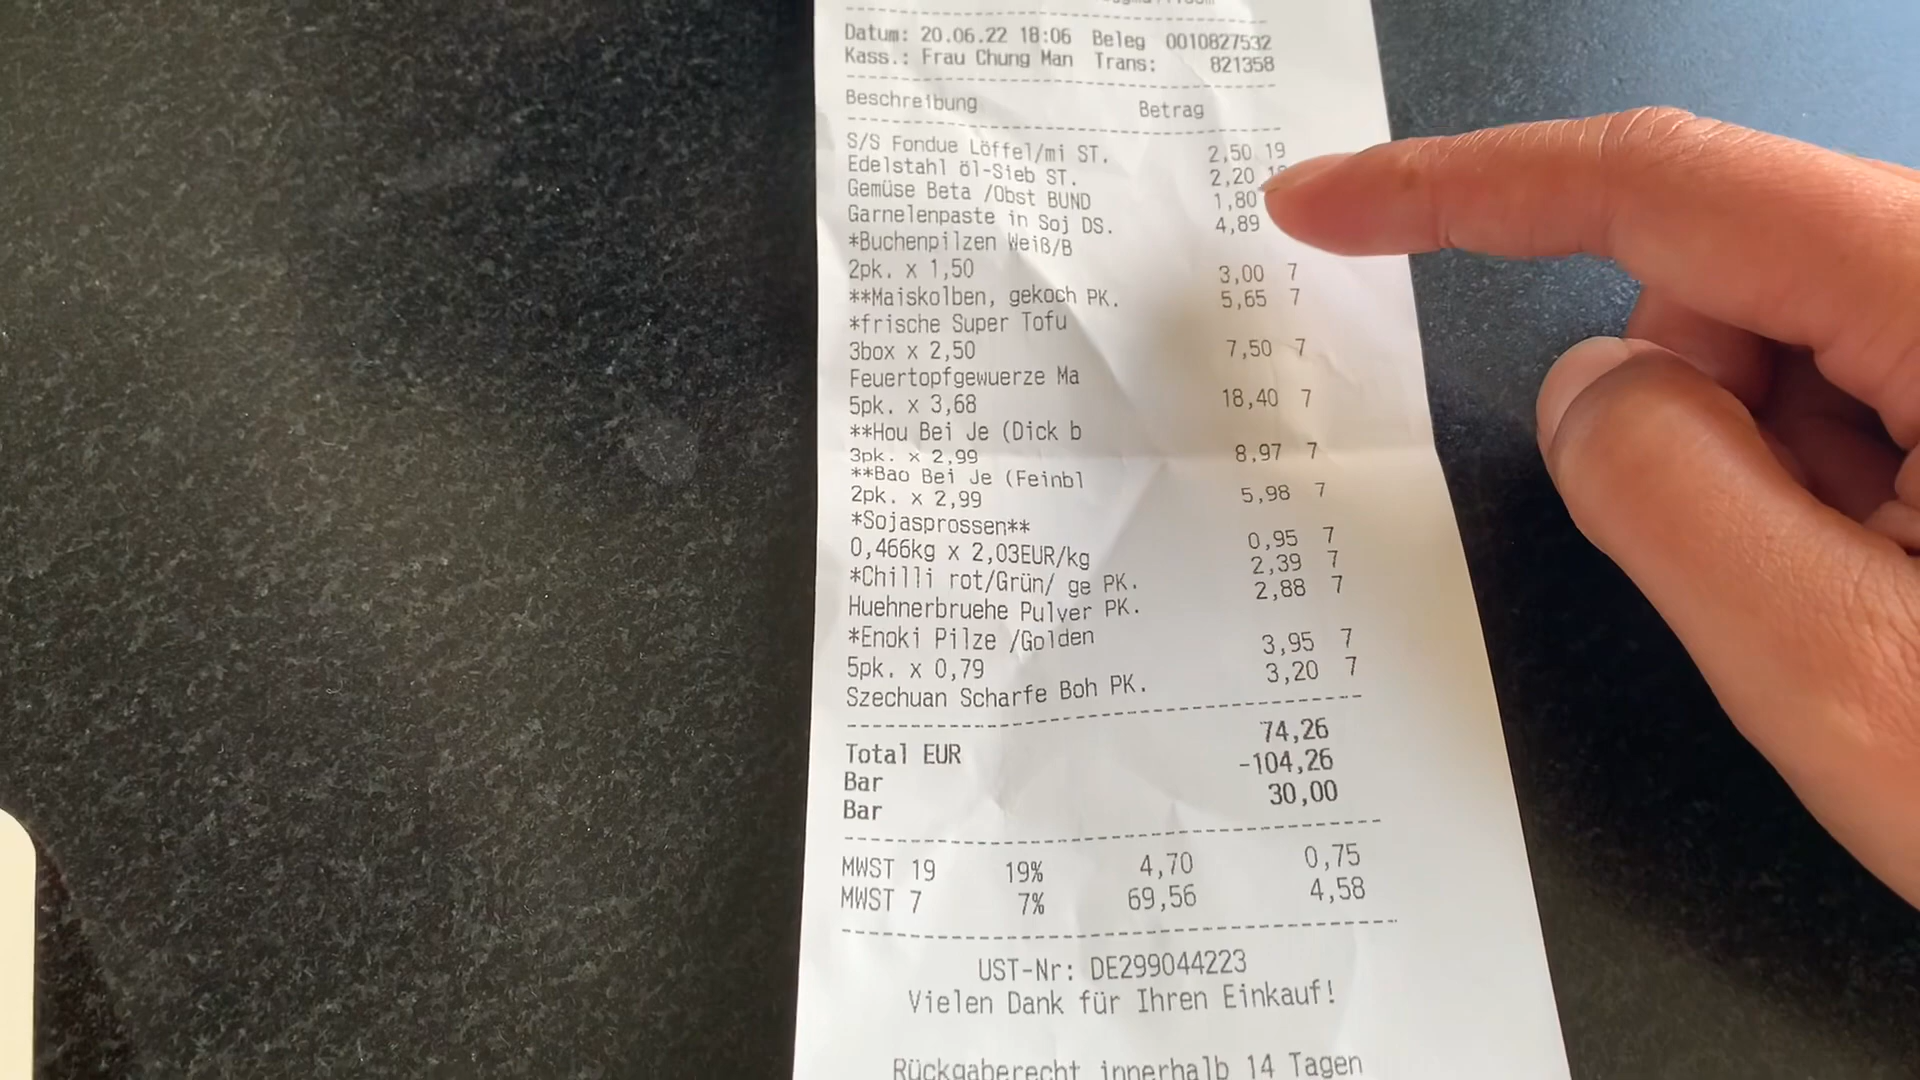 Datum: 20.06.22 18:06 Beleg 0010827532
Kass.: Frau Chung Man Trans: 821358
Beschreibung Betrag
S/S Fondue Löffel/mi ST. 2,50 19
Edelstahl öl-Sieb ST. 2,20
Gemüse Beta /Obst BUND 1,80
Garnelenpaste in Soj DS. 4,89
*Buchenpilzen Weiß/B
2pk. x 1,50 3,00 7
**Maiskolben, gekoch PK. 5,65 7
*frische Super Tofu
3box x 2,50 7,50 7
Feuertopfgewuerze Ma
5pk. x 3,68 18,40 7
**Hou Bei Je (Dick b
3pk. x 2,99 8,97 7
**Bao Bei Je (Feinbl
2pk. x 2,99 5,98 7
*Sojasprossen**
0,466kg x 2,03EUR/kg 0,95 7
*Chilli rot/Grün/ ge PK. 2,39 7
Huehnerbruehe Pulver PK. 2,88 7
*Enoki Pilze /Golden
5pk. x 0,79 3,95 7
Szechuan Scharfe Boh PK. 3,20 7
Total EUR 74,26
Bar -104,26
Bar 30,00
MWST 19 19% 4,70 0,75
MWST 7 7% 69,56 4,58
UST-Nr: DE299044223
Vielen Dank für Ihren Einkauf!
Rückgaberecht innerhalb 14 Tagen